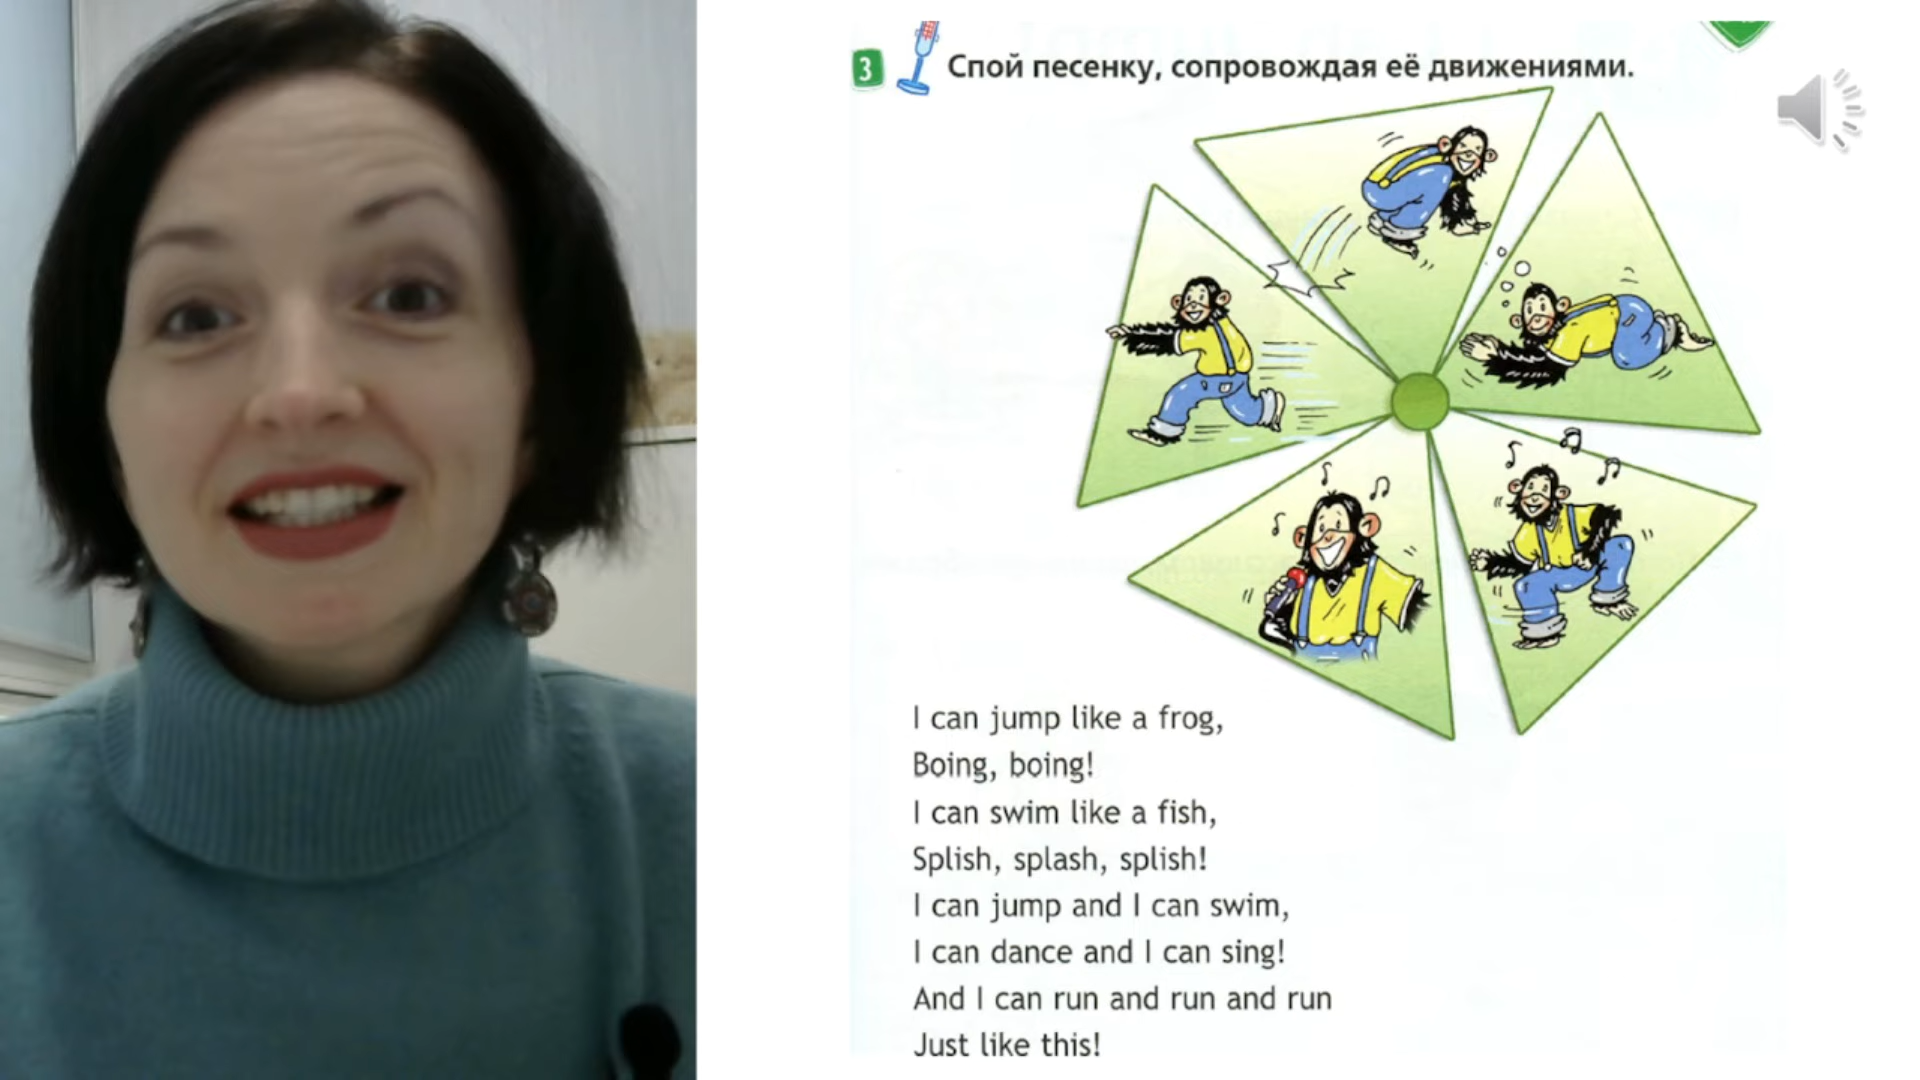 3 Спой песенку, сопровождая её движениями.
I can jump like a frog,
Boing, boing!
I can swim like a fish,
Splish, splash, splish!
I can jump and I can swim,
I can dance and I can sing!
And I can run and run and run
Just like this!